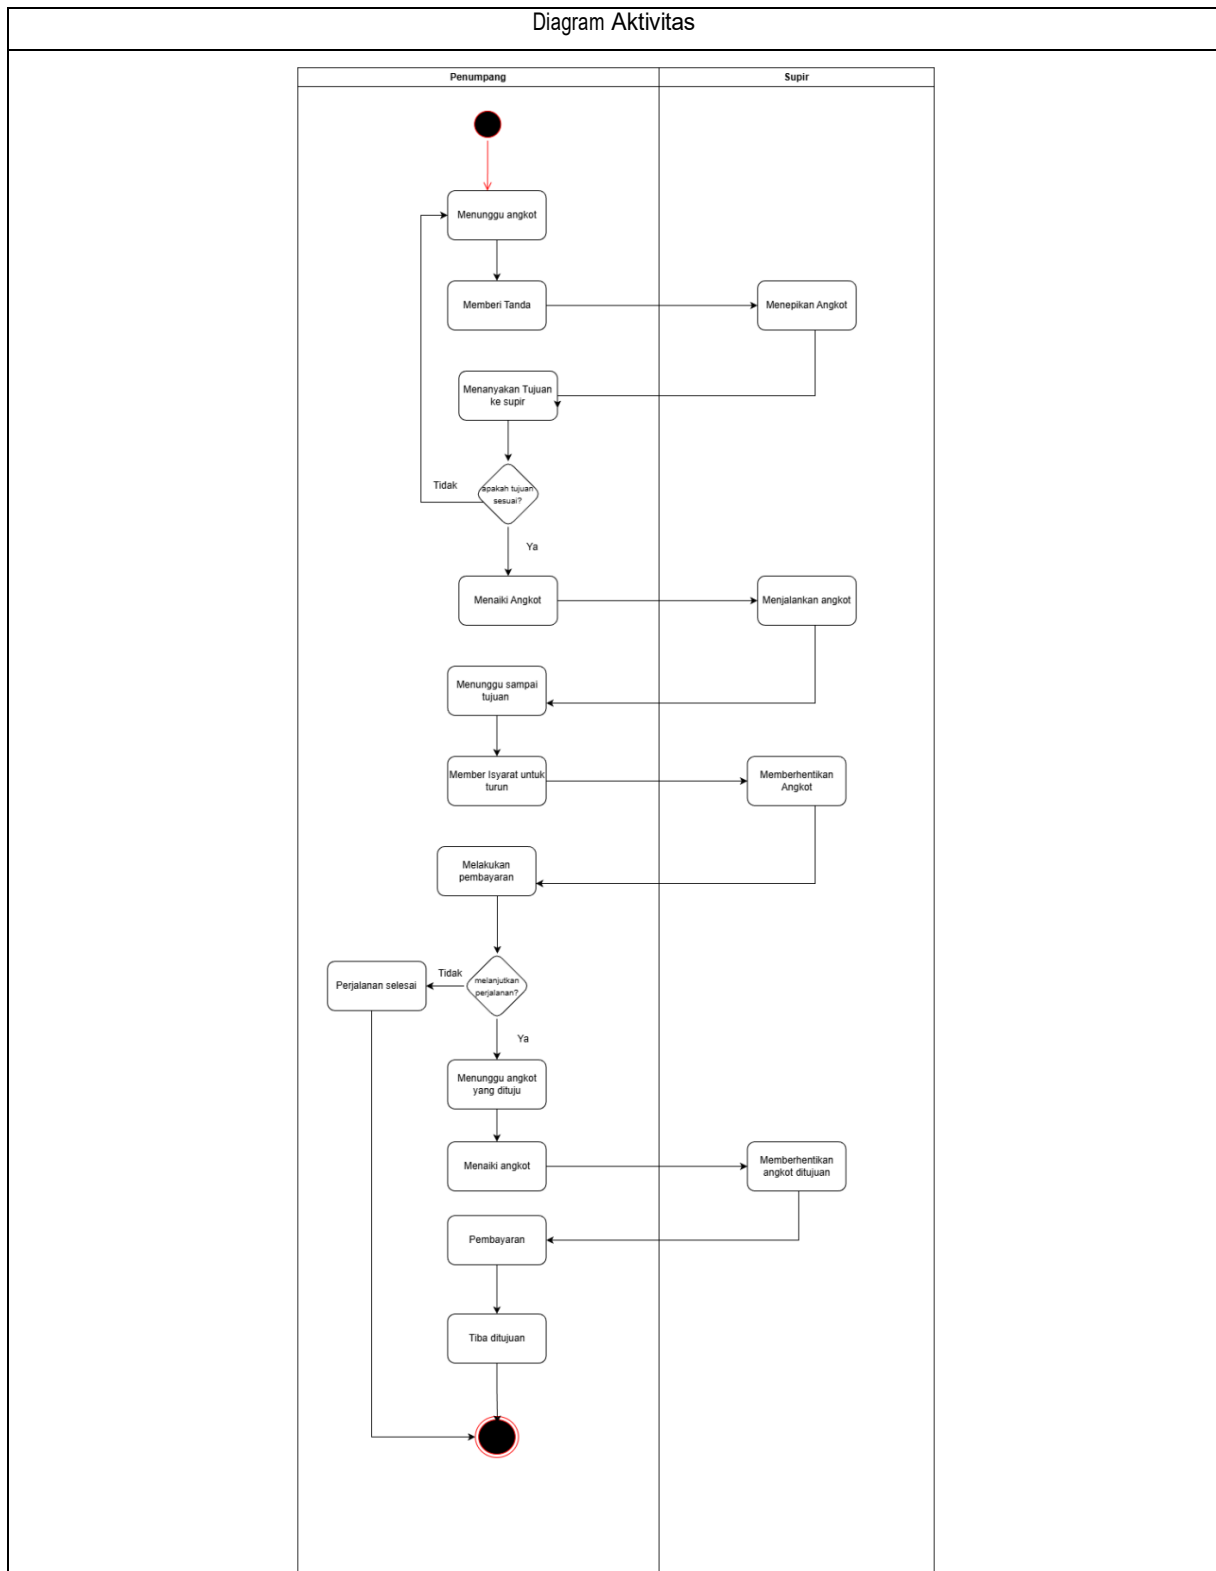 Diagram Aktivitas
Penumpang
Supir
Menunggu angkot
Memberi Tanda
Menepikan Angkot
Menanyakan Tujuan
ke supir
apakah tujuan
sesuai?
Tidak
Ya
Menaiki Angkot
Menjalankan angkot
Menunggu sampai
tujuan
Member Isyarat untuk
turun
Memberhentikan
Angkot
Melakukan
pembayaran
melanjutkan
perjalanan?
Tidak
Perjalanan selesai
Ya
Menunggu angkot
yang dituju
Menaiki angkot
Memberhentikan
angkot ditujuan
Pembayaran
Tiba ditujuan